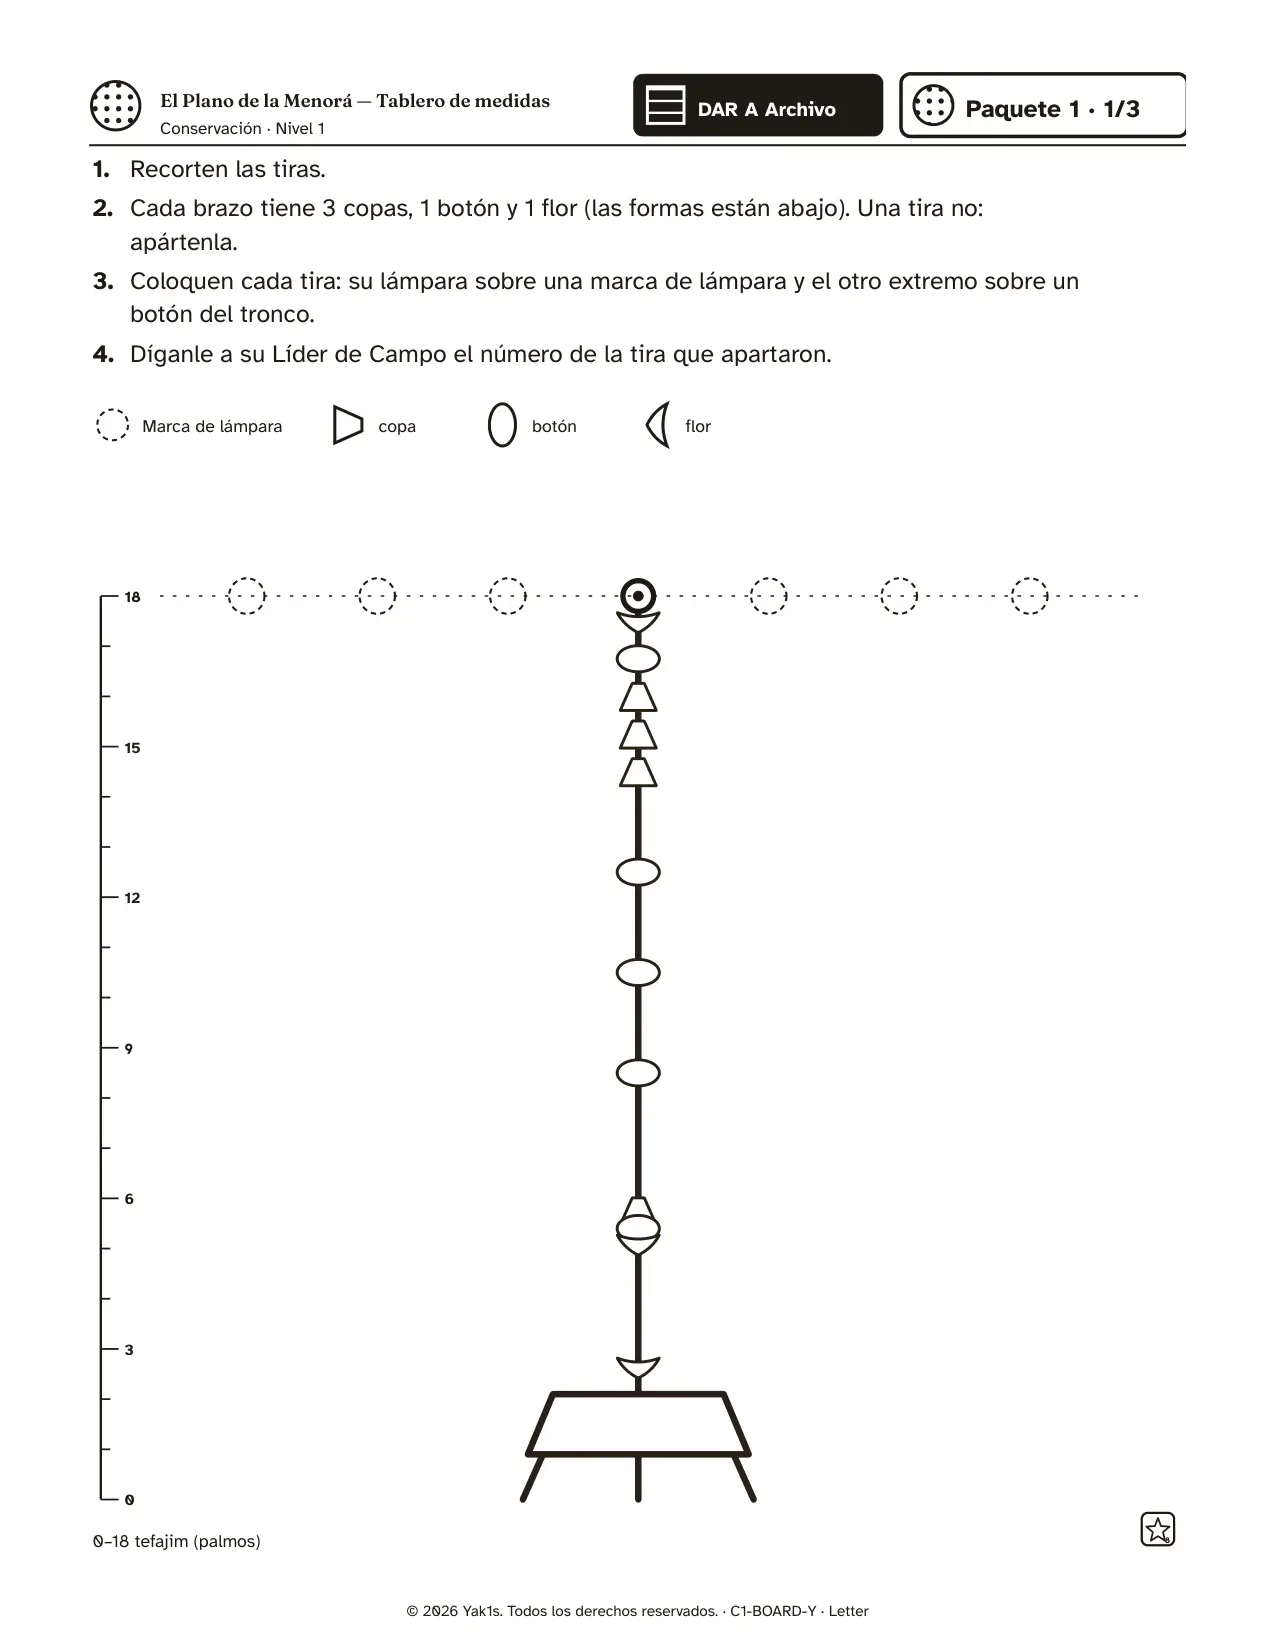 El Plano de la Menorá — Tablero de medidas
Conservación · Nivel 1
DAR A Archivo
Paquete 1 · 1/3
1. Recorten las tiras.
2. Cada brazo tiene 3 copas, 1 botón y 1 flor (las formas están abajo). Una tira no:
apártenla.
3. Coloquen cada tira: su lámpara sobre una marca de lámpara y el otro extremo sobre un
botón del tronco.
4. Díganle a su Líder de Campo el número de la tira que apartaron.
Marca de lámpara
copa
botón
flor
18
15
12
9
6
3
0
0–18 tefajim (palmos)
© 2026 Yak1s. Todos los derechos reservados. · C1-BOARD-Y · Letter